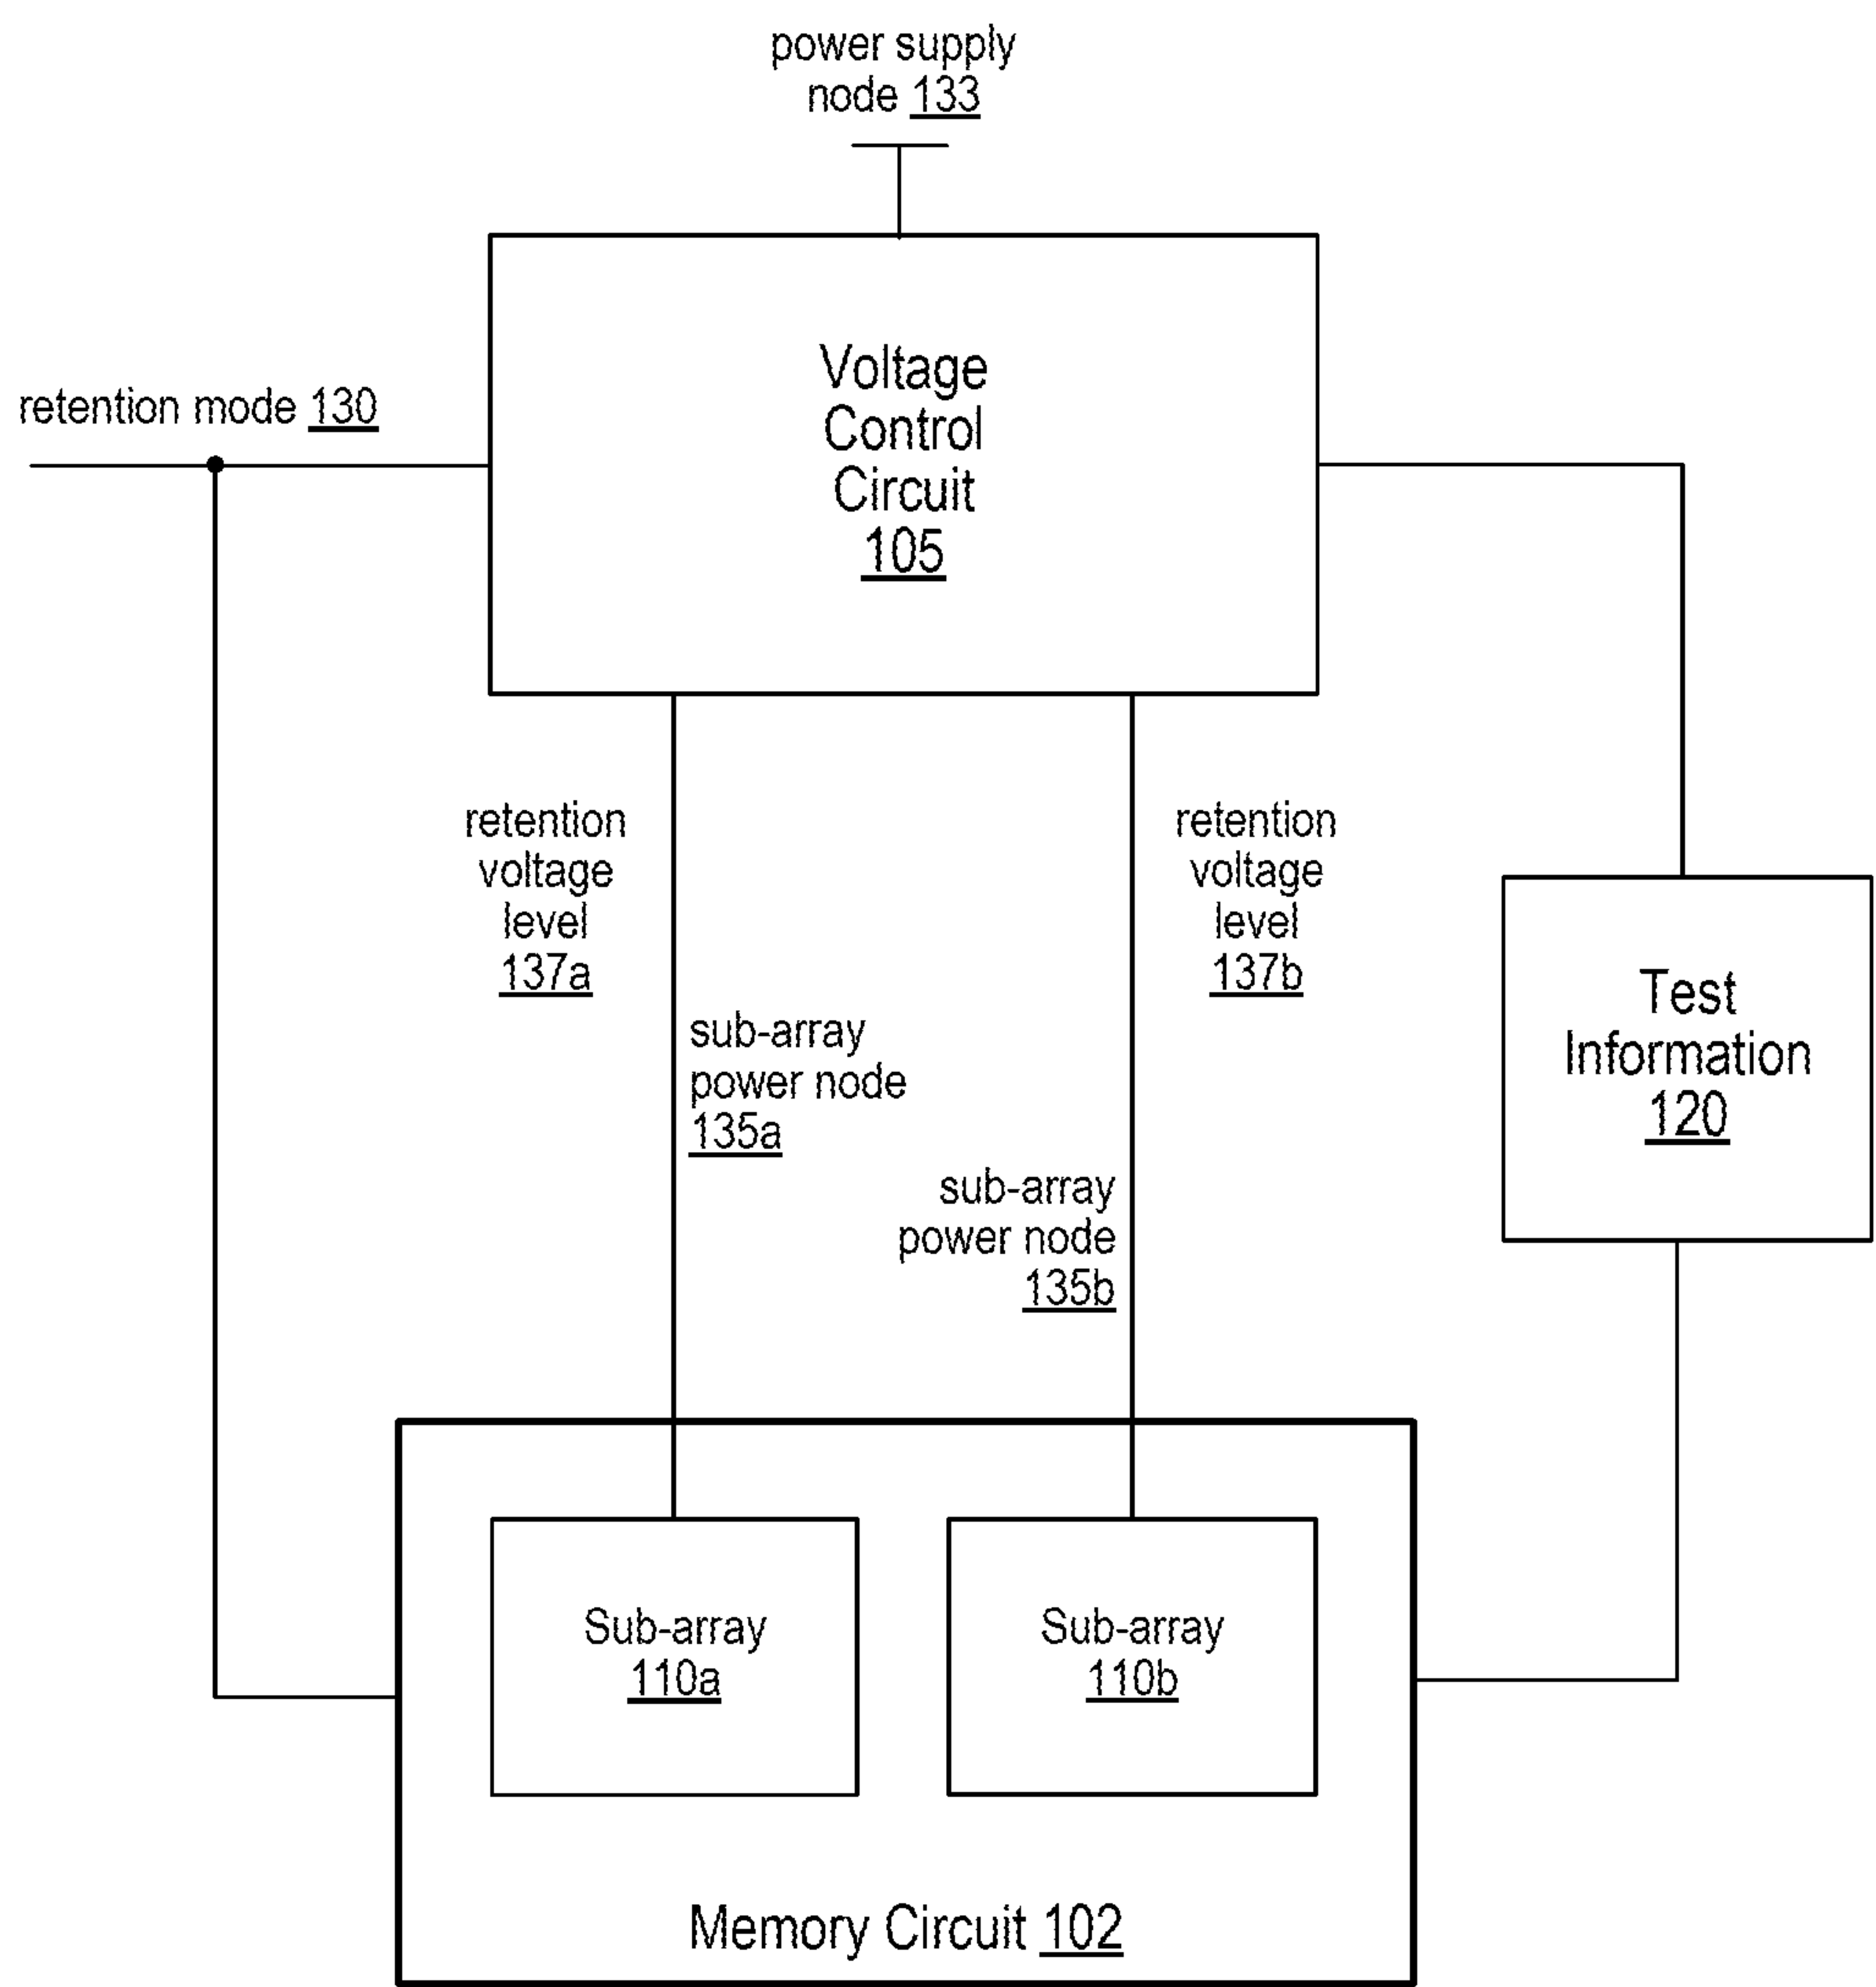 power supply
node 133
Voltage
Control
Circuit
105
retention mode 130
retention
voltage
level
137a
retention
voltage
level
137b
sub-array
power node
135a
sub-array
power node
135b
Test
Information
120
Sub-array
110a
Sub-array
110b
Memory Circuit 102